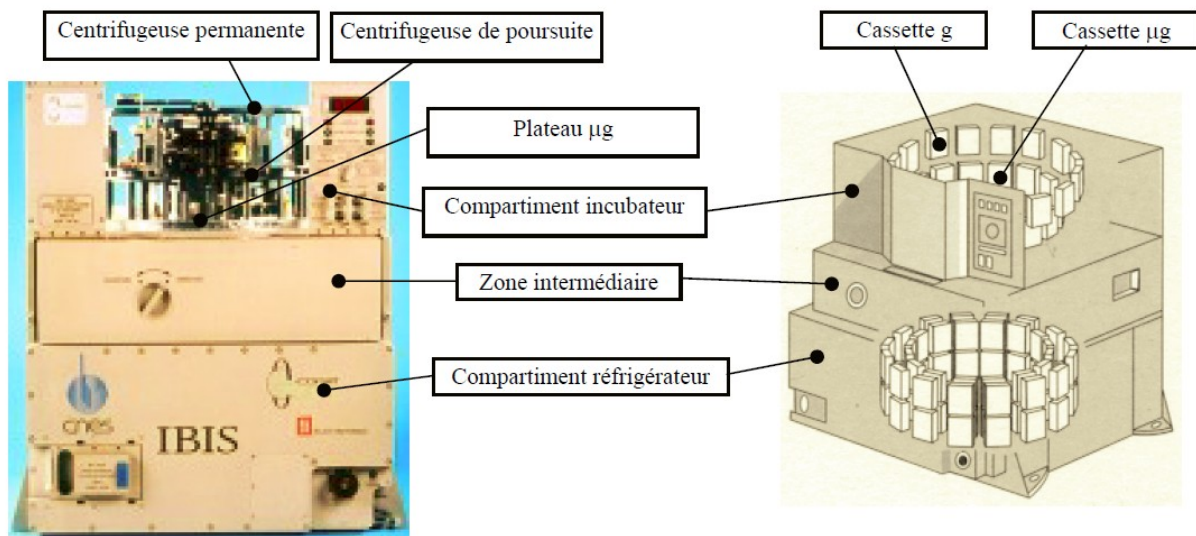 Centrifugeuse permanente
Centrifugeuse de poursuite
Cassette g
Cassette µg
Plateau µg
Compartiment incubateur
Zone intermédiaire
Compartiment réfrigérateur
cnes
IBIS